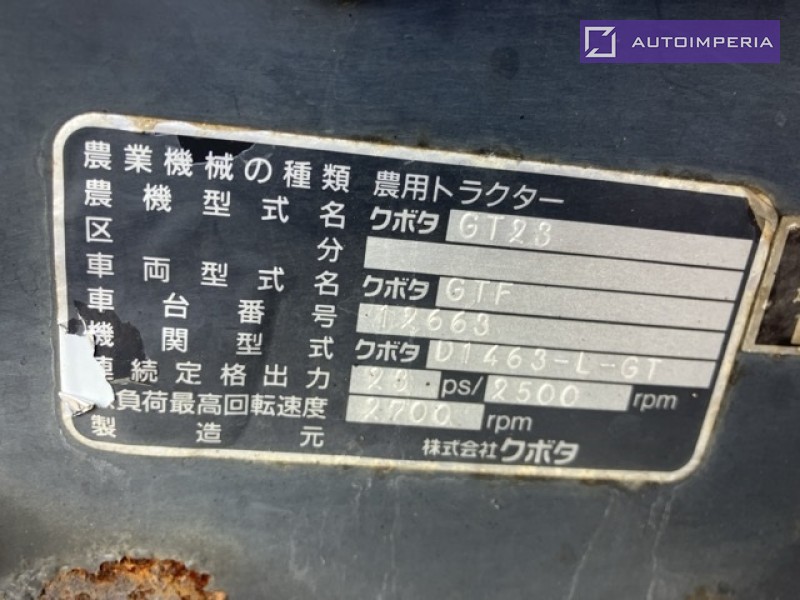 AUTOIMPERIA
農業機械の種類 農用トラクター
農機型式名 クボタ GT23
区分
車両型式名 クボタ GTF
車台番号 12663
機関型式 クボタ D1463-L-GT
続定格出力 23 ps/ 2500 rpm
負荷最高回転速度 2700 rpm
製造元 株式会社クボタ